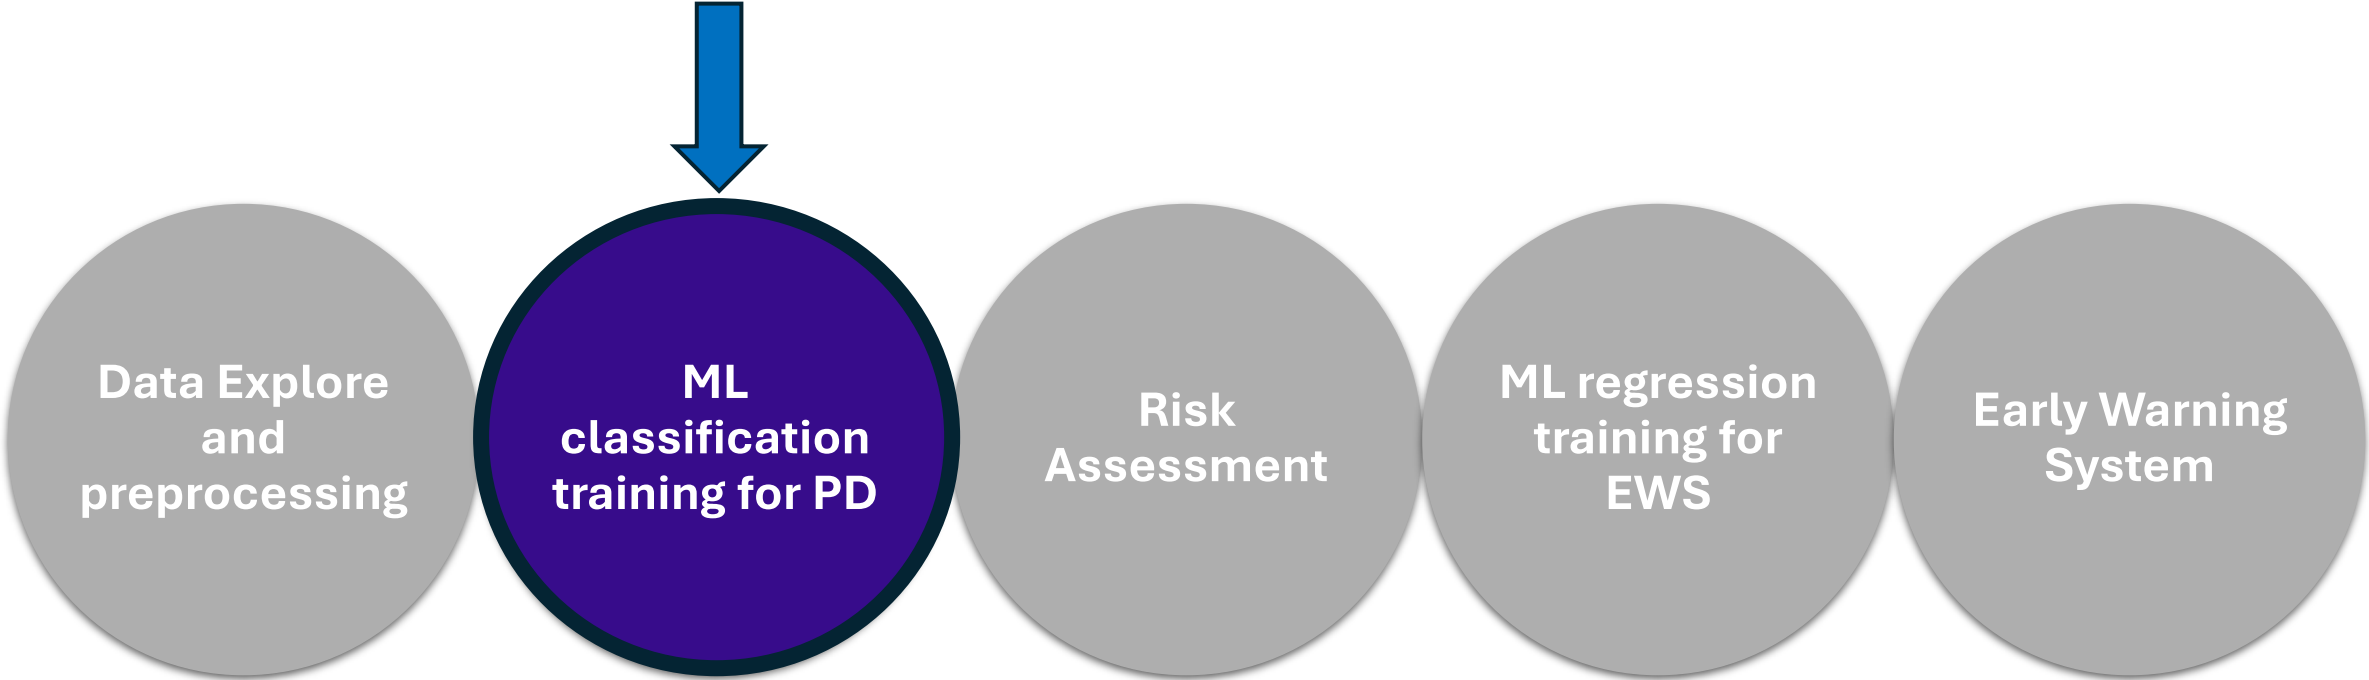 Data Explore
and
preprocessing
ML
classification
training for PD
Risk
Assessment
ML regression
training for
EWS
Early Warning
System